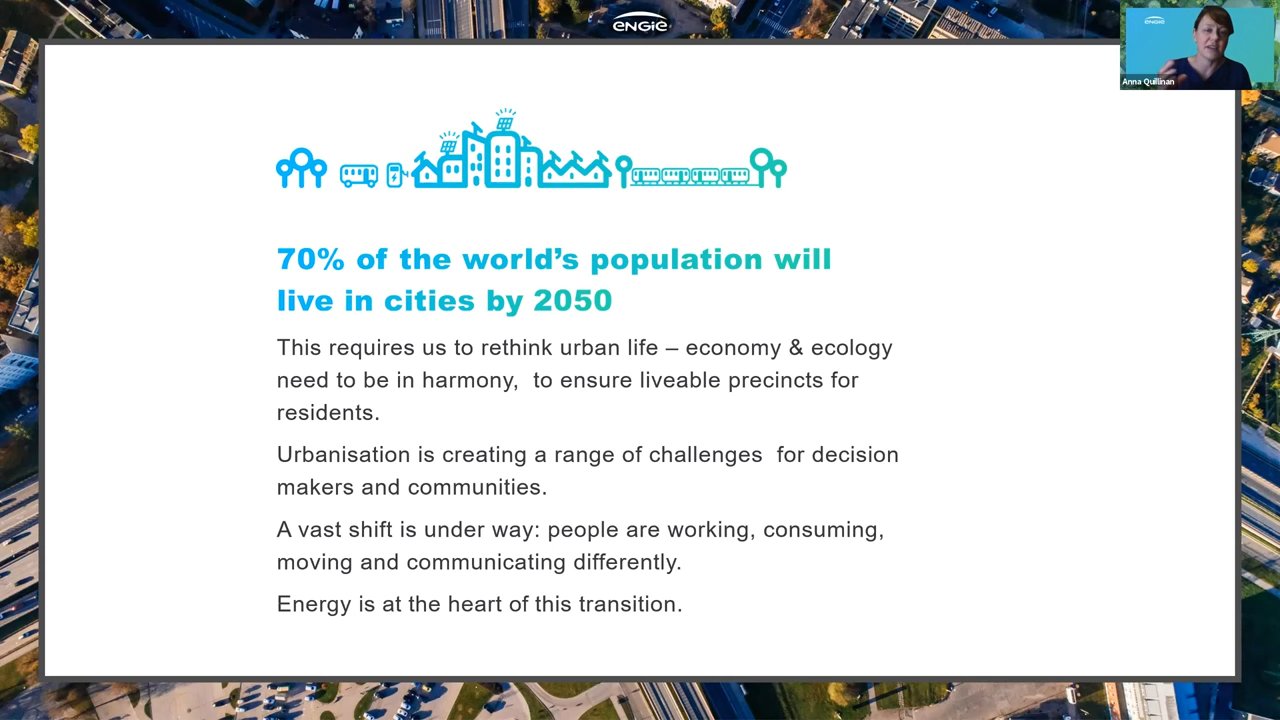 ENGIE
ENGIE
Anna Quillinan
70% of the world's population will
live in cities by 2050
This requires us to rethink urban life – economy & ecology
need to be in harmony,  to ensure liveable precincts for
residents.
Urbanisation is creating a range of challenges  for decision
makers and communities.
A vast shift is under way: people are working, consuming,
moving and communicating differently.
Energy is at the heart of this transition.